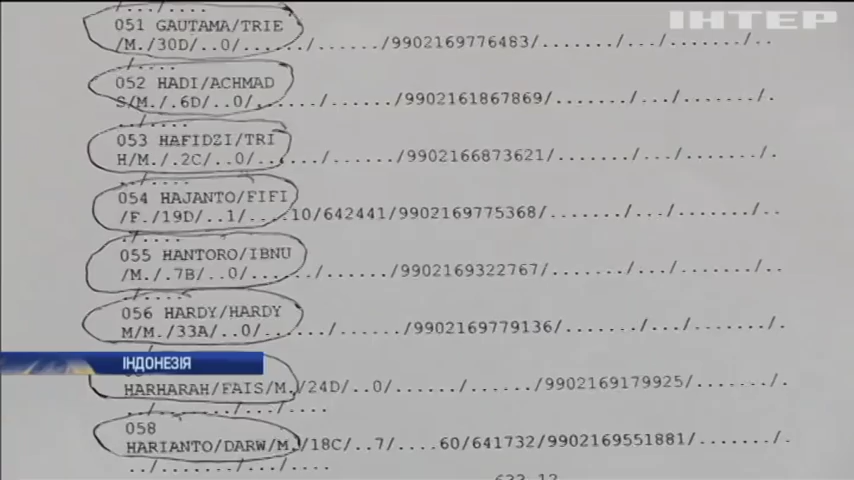 ІНТЕР
../.../....
051 GAUTAMA/TRIE
/M./30D/..0/....../....../9902169776483/......./.../......./..
./.....
052 HADI/ACHMAD
S/M./.6D/..0/....../....../9902161867869/......./.../......./.
../.....
053 HAFIDZI/TRI
H/M./.2C/..0/....../....../9902166873621/......./.../......./.
../.....
054 HAJANTO/FIFI
/F./19D/..1/....10/642441/9902169775368/......./.../......./..
./.....
055 HANTORO/IBNU
/M./.7B/..0/....../....../9902169322767/......./.../......./..
./.....
056 HARDY/HARDY
M/M./33A/..0/....../....../9902169779136/......./.../......./.
ІНДОНЕЗІЯ
HARHARAH/FAIS/M./24D/..0/....../....../9902169179925/......./.
../......./.../....
058
HARIANTO/DARW/M./18C/..7/....60/641732/9902169551881/......./.
../......./.../....